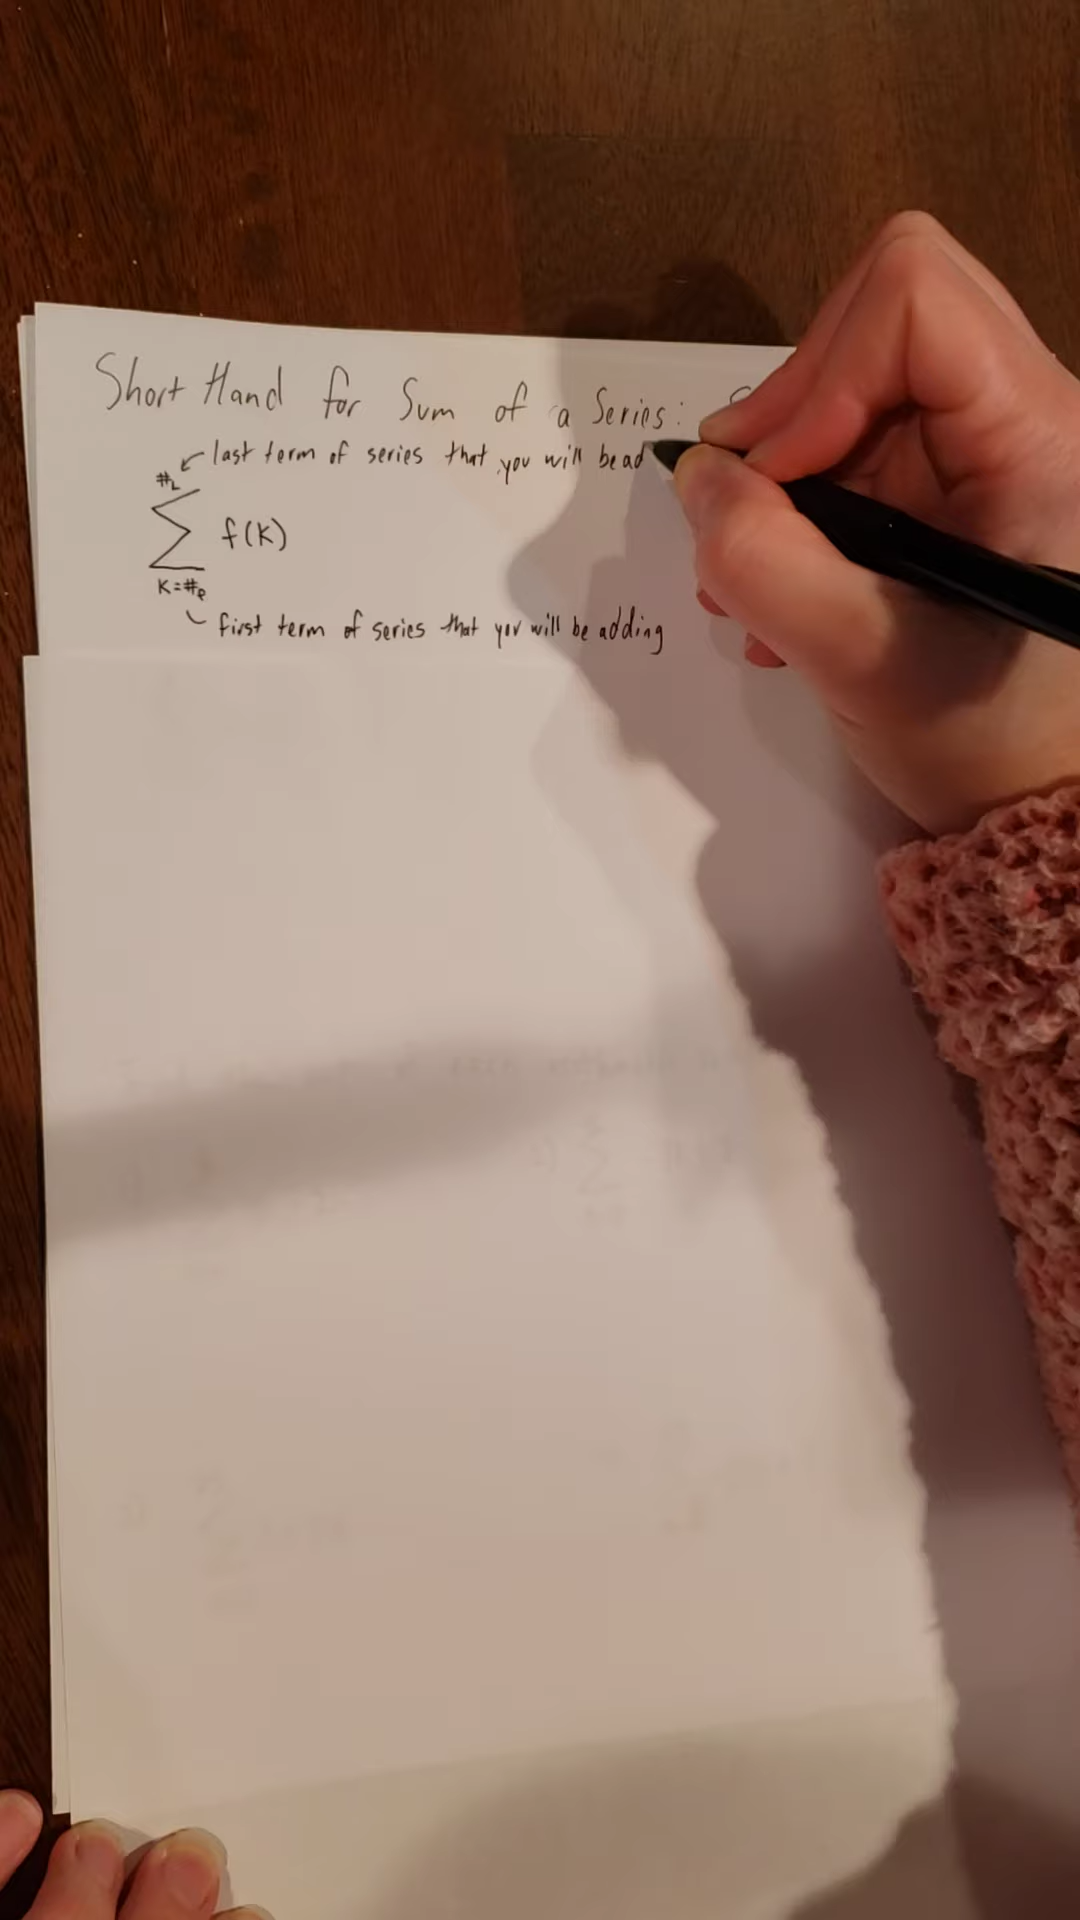 Short Hand for Sum of a Series:
last term of series that you will be ad
#L
∑ f(K)
K=#F
first term of series that you will be adding